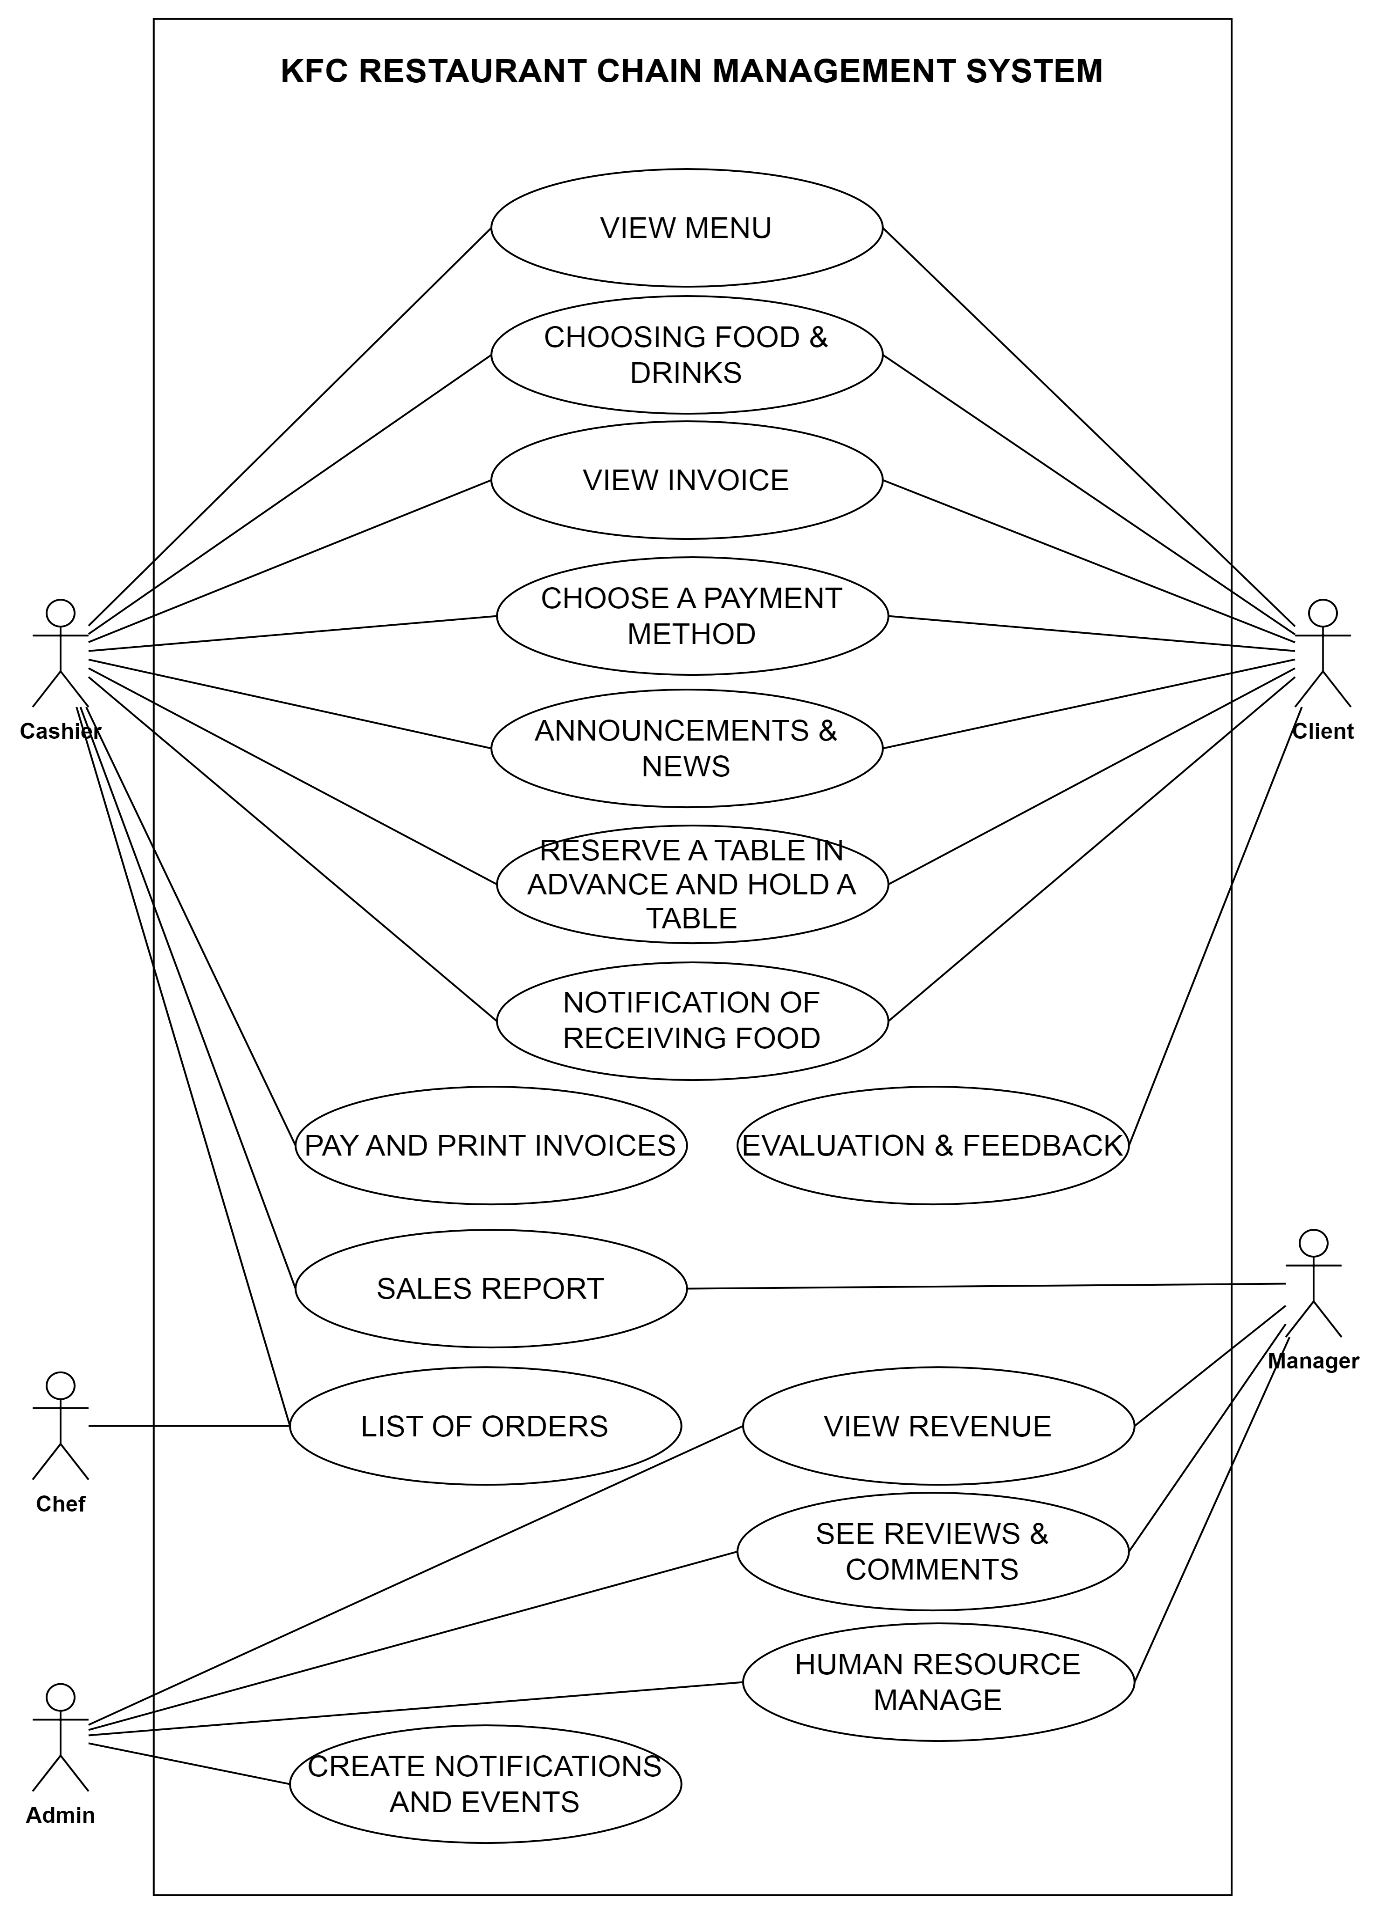 KFC RESTAURANT CHAIN MANAGEMENT SYSTEM
VIEW MENU
CHOOSING FOOD &
DRINKS
VIEW INVOICE
CHOOSE A PAYMENT
METHOD
Cashier
Client
ANNOUNCEMENTS &
NEWS
RESERVE A TABLE IN
ADVANCE AND HOLD A
TABLE
NOTIFICATION OF
RECEIVING FOOD
PAY AND PRINT INVOICES
EVALUATION & FEEDBACK
SALES REPORT
Manager
LIST OF ORDERS
VIEW REVENUE
Chef
SEE REVIEWS &
COMMENTS
HUMAN RESOURCE
MANAGE
CREATE NOTIFICATIONS
AND EVENTS
Admin